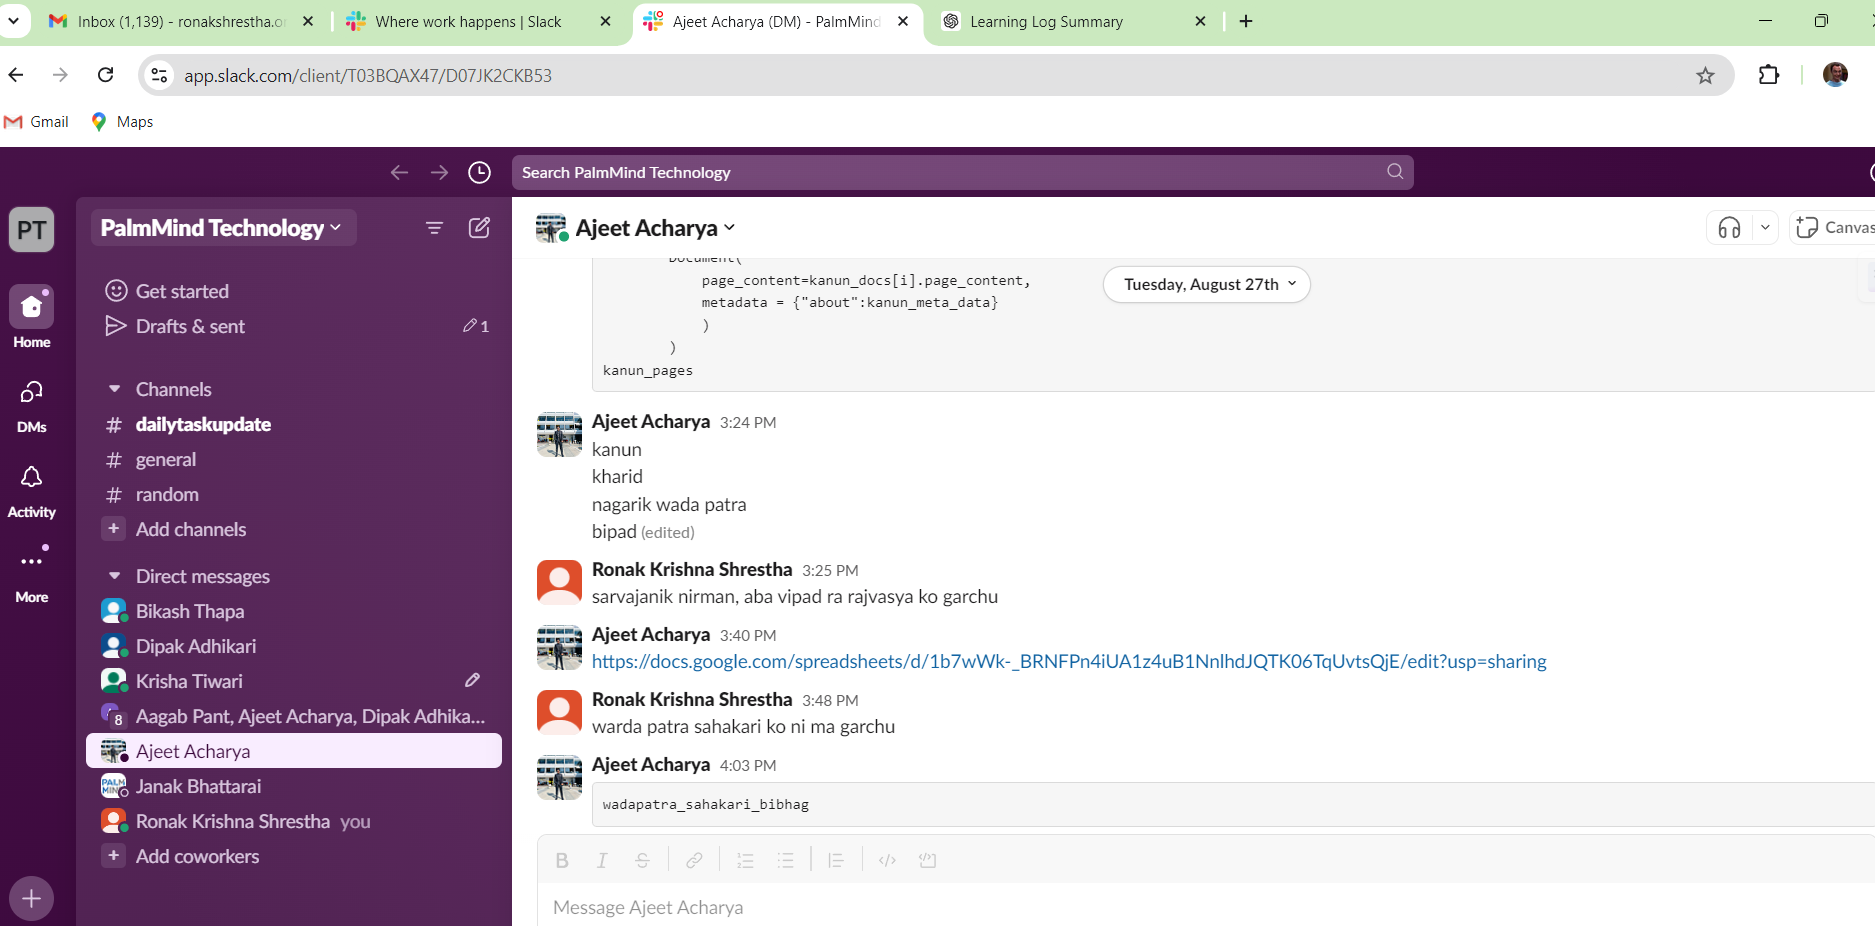 Inbox (1,139) - ronakshrestha.or
Where work happens | Slack
Ajeet Acharya (DM) - PalmMind
Learning Log Summary
app.slack.com/client/T03BQAX47/D07JK2CKB53
Gmail
Maps
Search PalmMind Technology
PT
PalmMind Technology
Home
DMs
Activity
More
Get started
Drafts & sent
1
Channels
# dailytaskupdate
# general
# random
+ Add channels
Direct messages
Bikash Thapa
Dipak Adhikari
Krisha Tiwari
8 Aagab Pant, Ajeet Acharya, Dipak Adhika...
Ajeet Acharya
PALM MIND Janak Bhattarai
Ronak Krishna Shrestha you
+ Add coworkers
Ajeet Acharya
Canvas
Tuesday, August 27th
Document(
page_content=kanun_docs[i].page_content,
metadata = {"about":kanun_meta_data}
)
)
kanun_pages
Ajeet Acharya 3:24 PM
kanun
kharid
nagarik wada patra
bipad (edited)
Ronak Krishna Shrestha 3:25 PM
sarvajanik nirman, aba vipad ra rajvasya ko garchu
Ajeet Acharya 3:40 PM
https://docs.google.com/spreadsheets/d/1b7wWk-_BRNFPn4iUA1z4uB1NnlhdJQTK06TqUvtsQjE/edit?usp=sharing
Ronak Krishna Shrestha 3:48 PM
warda patra sahakari ko ni ma garchu
Ajeet Acharya 4:03 PM
wadapatra_sahakari_bibhag
Message Ajeet Acharya